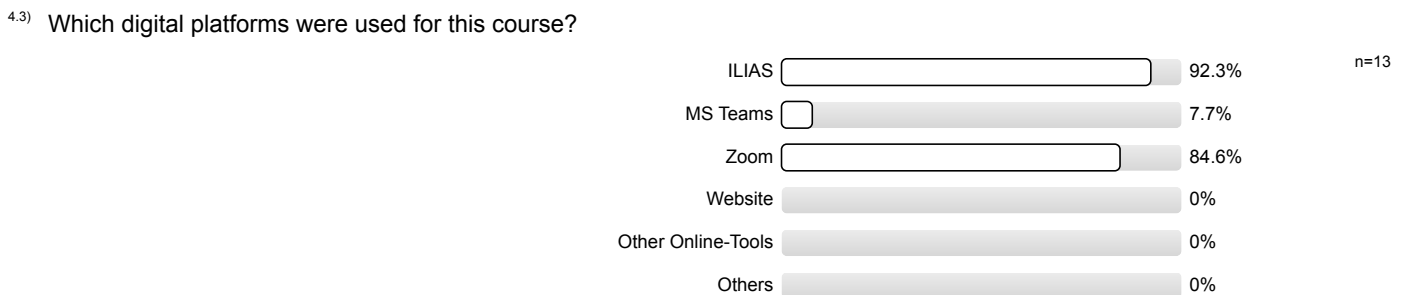 4.3) Which digital platforms were used for this course?
ILIAS 92.3% n=13
MS Teams 7.7%
Zoom 84.6%
Website 0%
Other Online-Tools 0%
Others 0%